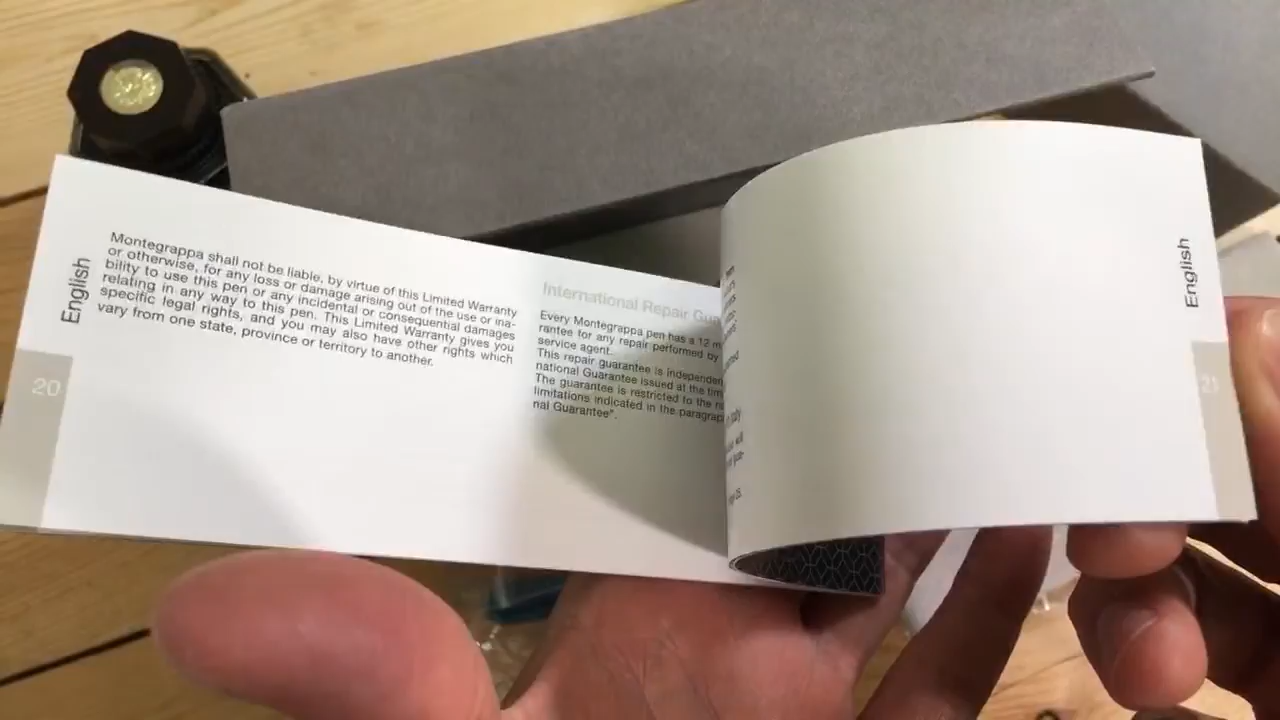 English
20
Montegrappa shall not be liable, by virtue of this Limited Warranty
or otherwise, for any loss or damage arising out of the use or ina-
bility to use this pen or any incidental or consequential damages
relating in any way to this pen. This Limited Warranty gives you
specific legal rights, and you may also have other rights which
vary from one state, province or territory to another.
International Repair Gua
Every Montegrappa pen has a 12 m
rantee for any repair performed by
service agent.
This repair guarantee is independen
national Guarantee issued at the tim
The guarantee is restricted to the re
limitations indicated in the paragrap
nal Guarantee".
English
21